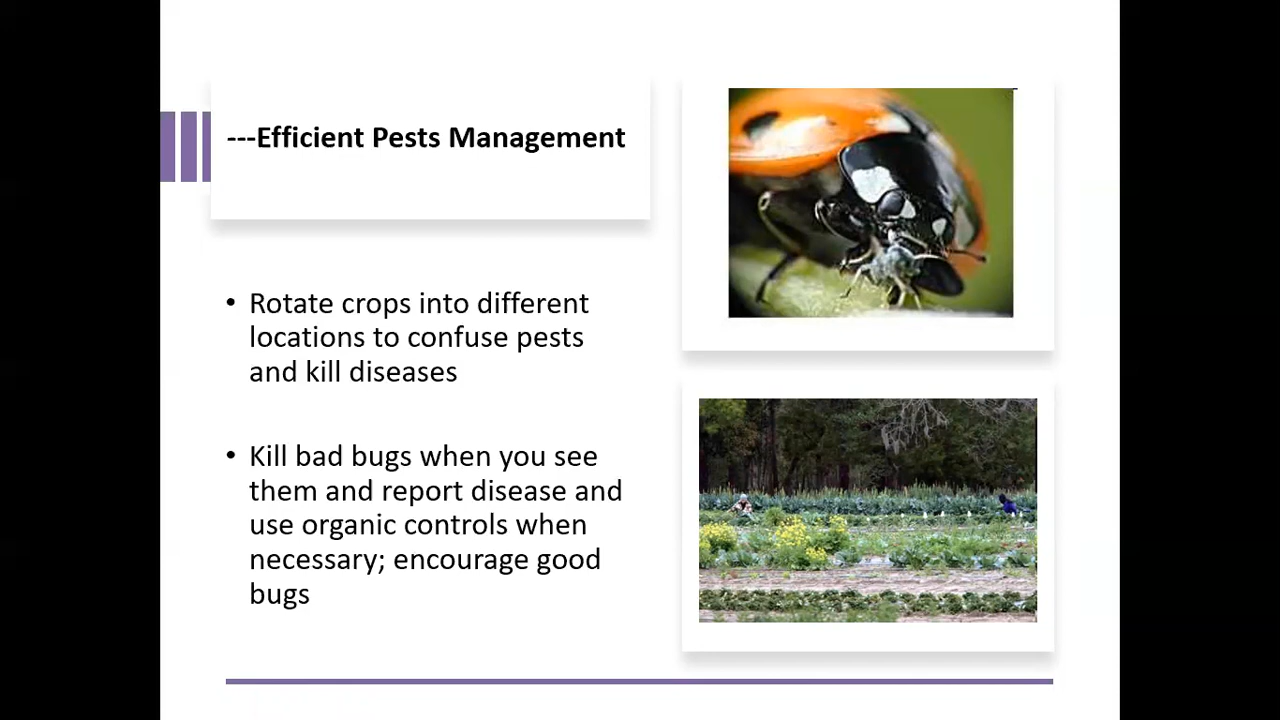 ---Efficient Pests Management
• Rotate crops into different
locations to confuse pests
and kill diseases
• Kill bad bugs when you see
them and report disease and
use organic controls when
necessary; encourage good
bugs